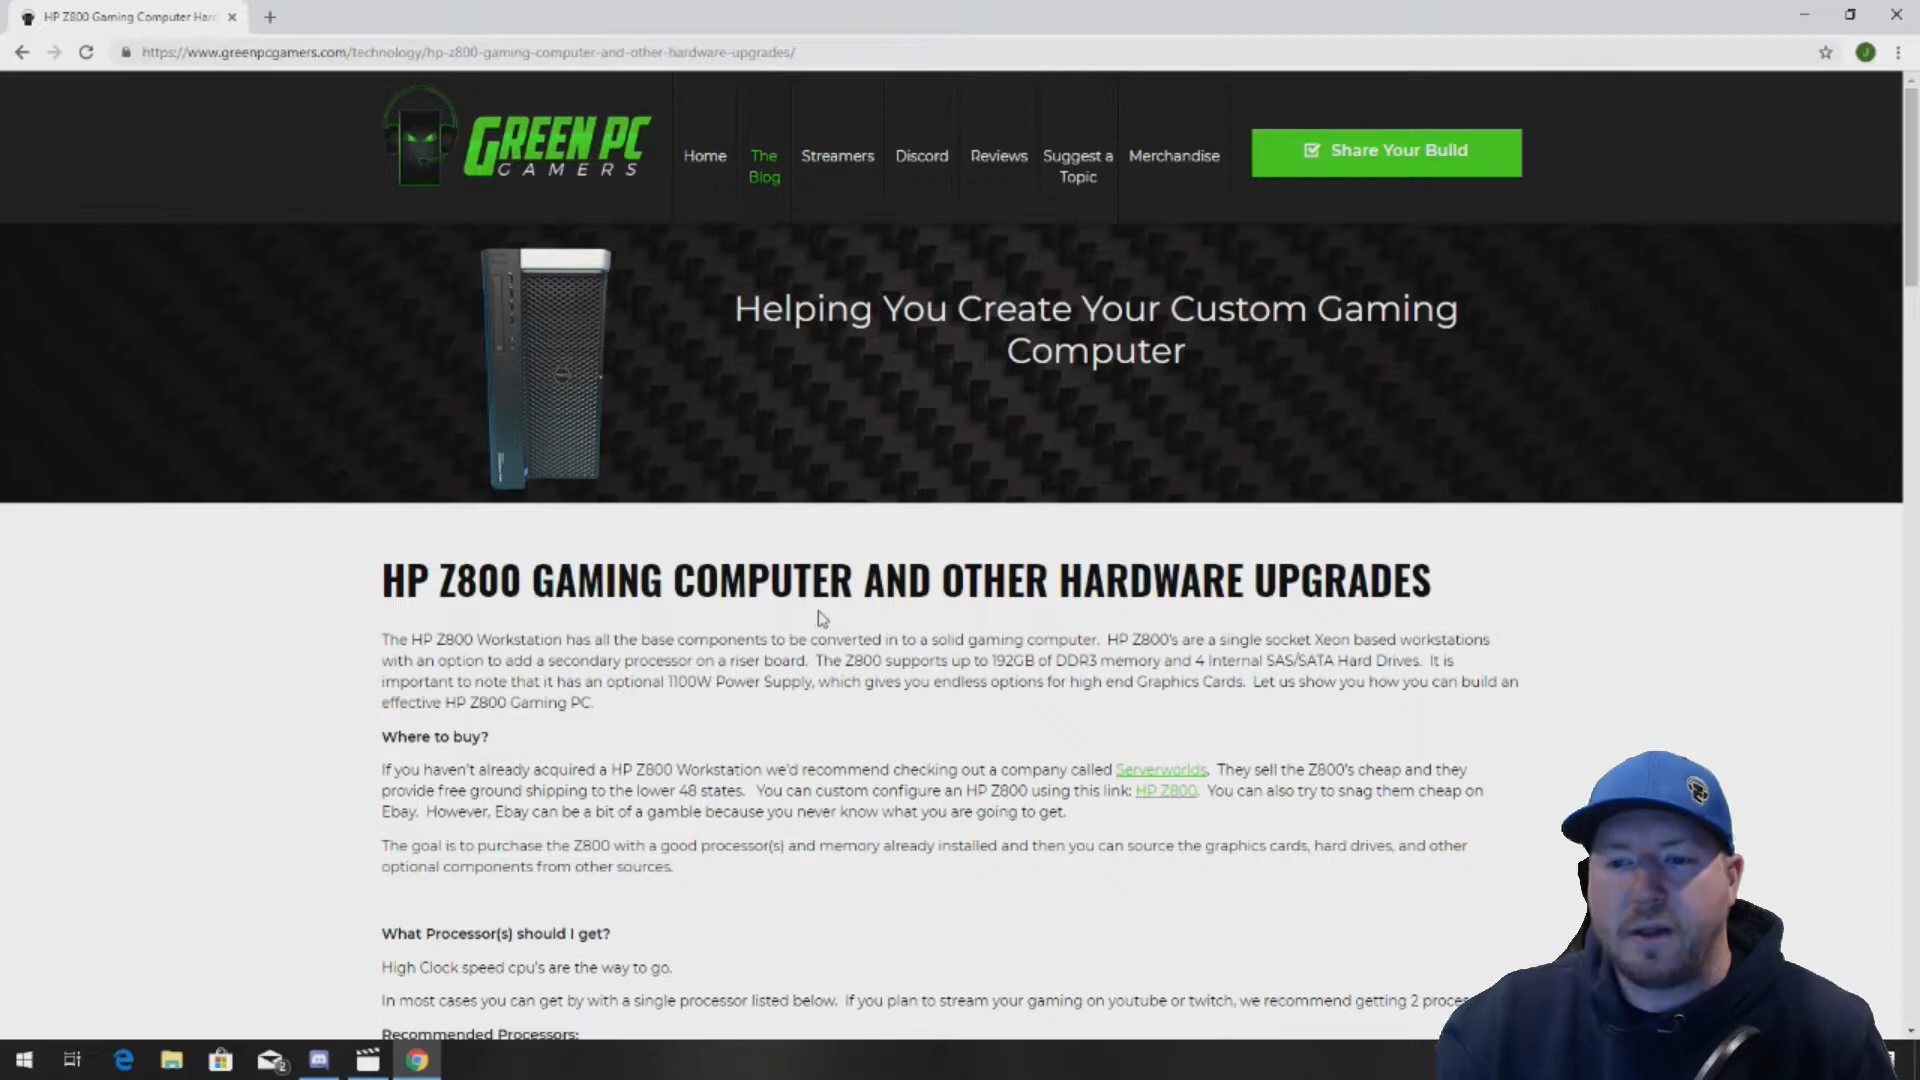 HP Z800 Gaming Computer Har
https://www.greenpcgamers.com/technology/hp-z800-gaming-computer-and-other-hardware-upgrades/
J
GREEN PC
GAMERS
Home
The
Blog
Streamers
Discord
Reviews
Suggest a
Topic
Merchandise
Share Your Build
Helping You Create Your Custom Gaming
Computer
HP Z800 GAMING COMPUTER AND OTHER HARDWARE UPGRADES
The HP Z800 Workstation has all the base components to be converted in to a solid gaming computer. HP Z800's are a single socket Xeon based workstations
with an option to add a secondary processor on a riser board. The Z800 supports up to 192GB of DDR3 memory and 4 Internal SAS/SATA Hard Drives. It is
important to note that it has an optional 1100W Power Supply, which gives you endless options for high end Graphics Cards. Let us show you how you can build an
effective HP Z800 Gaming PC.
Where to buy?
If you haven't already acquired a HP Z800 Workstation we'd recommend checking out a company called Serverworlds. They sell the Z800's cheap and they
provide free ground shipping to the lower 48 states. You can custom configure an HP Z800 using this link: HP Z800. You can also try to snag them cheap on
Ebay. However, Ebay can be a bit of a gamble because you never know what you are going to get.
The goal is to purchase the Z800 with a good processor(s) and memory already installed and then you can source the graphics cards, hard drives, and other
optional components from other sources.
What Processor(s) should I get?
High Clock speed cpu's are the way to go.
In most cases you can get by with a single processor listed below. If you plan to stream your gaming on youtube or twitch, we recommend getting 2 proce
Recommended Processors:
2